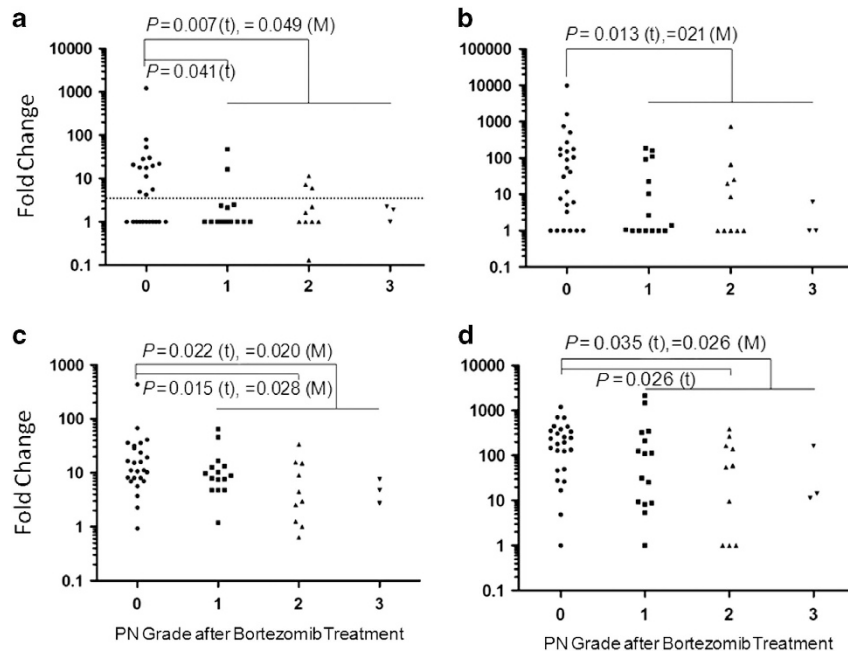 a
P=0.007(t), = 0.049 (M)
P=0.041(t)
Fold Change
10000
1000
100
10
1
0.1
0 1 2 3
b
P = 0.013 (t),=021 (M)
100000
10000
1000
100
10
1
0.1
0 1 2 3
c
P=0.022 (t), =0.020 (M)
P=0.015 (t), =0.028 (M)
Fold Change
1000
100
10
1
0.1
0 1 2 3
PN Grade after Bortezomib Treatment
d
P= 0.035 (t),=0.026 (M)
P=0.026 (t)
10000
1000
100
10
1
0.1
0 1 2 3
PN Grade after Bortezomib Treatment